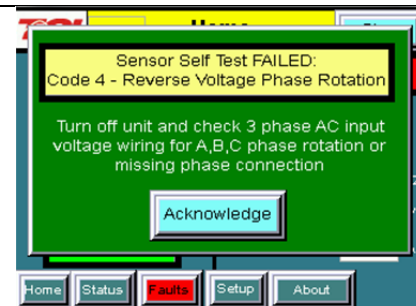 Sensor Self Test FAILED:
Code 4 - Reverse Voltage Phase Rotation
Turn off unit and check 3 phase AC input
voltage wiring for A,B,C phase rotation or
missing phase connection
Acknowledge
Home Status Faults Setup About